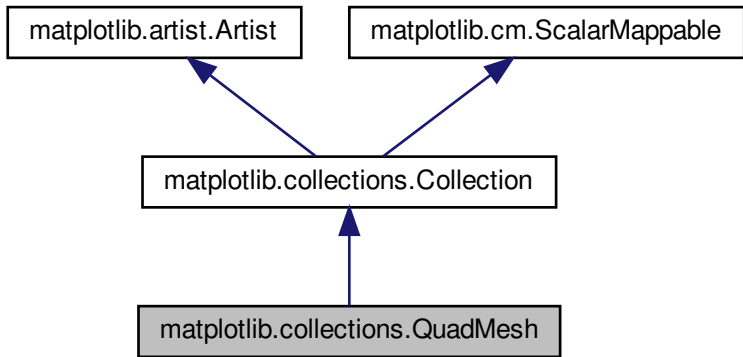 matplotlib.artist.Artist
matplotlib.cm.ScalarMappable
matplotlib.collections.Collection
matplotlib.collections.QuadMesh